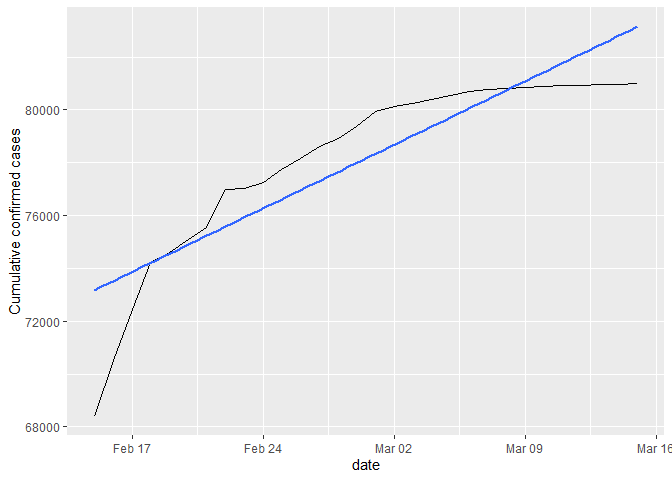 Cumulative confirmed cases
80000
76000
72000
68000
Feb 17
Feb 24
Mar 02
Mar 09
Mar 16
date